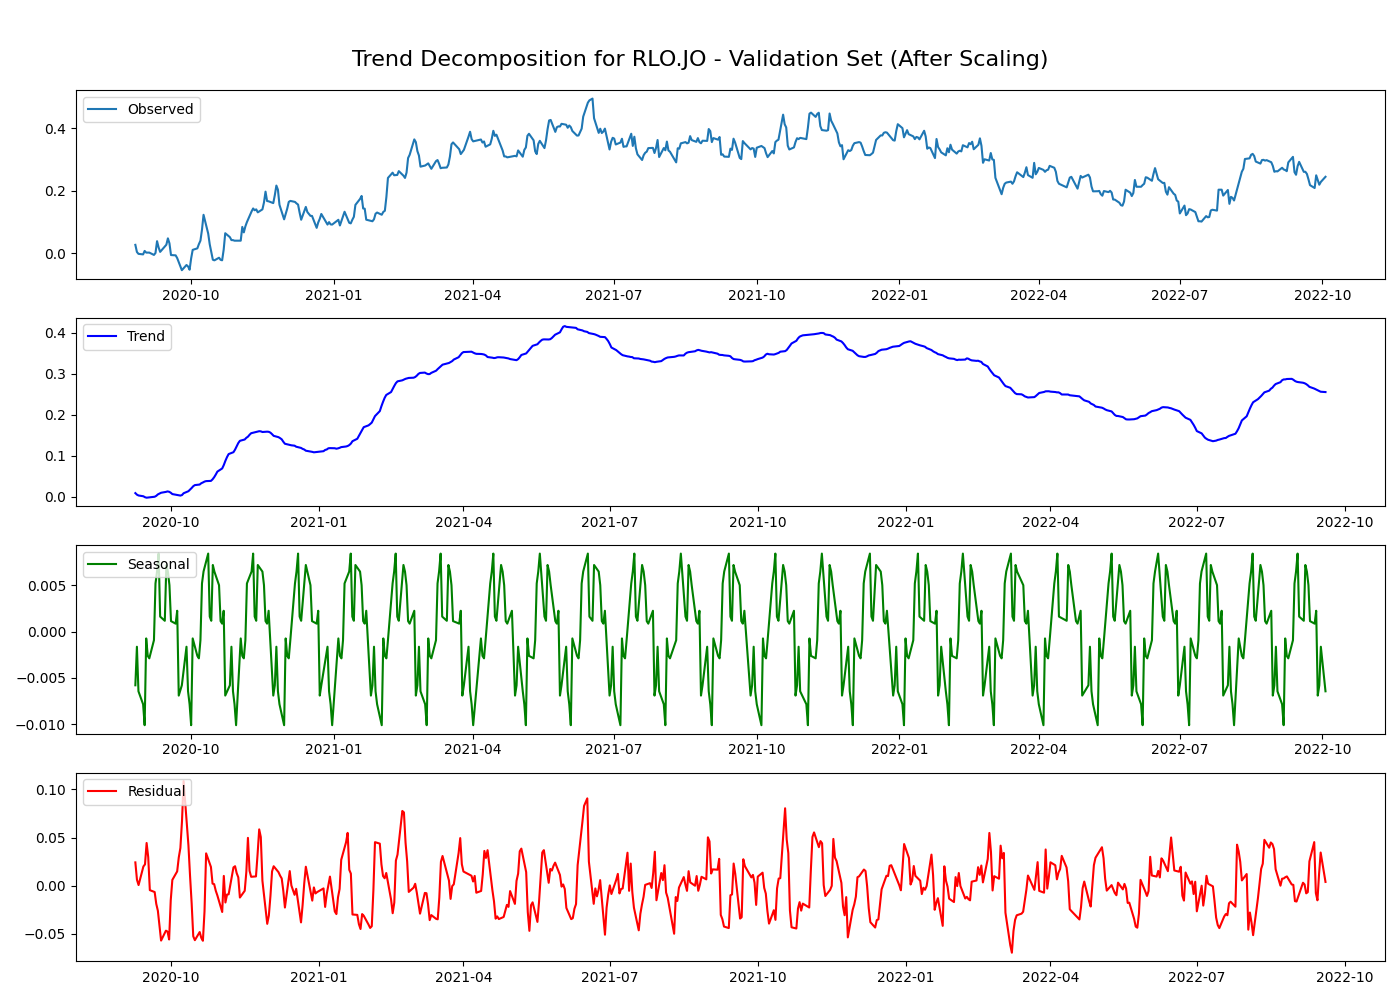 Trend Decomposition for RLO.JO - Validation Set (After Scaling)
Observed
0.4
0.2
0.0
2020-10 2021-01 2021-04 2021-07 2021-10 2022-01 2022-04 2022-07 2022-10
Trend
0.4
0.3
0.2
0.1
0.0
2020-10 2021-01 2021-04 2021-07 2021-10 2022-01 2022-04 2022-07 2022-10
Seasonal
0.005
0.000
−0.005
−0.010
2020-10 2021-01 2021-04 2021-07 2021-10 2022-01 2022-04 2022-07 2022-10
Residual
0.10
0.05
0.00
−0.05
2020-10 2021-01 2021-04 2021-07 2021-10 2022-01 2022-04 2022-07 2022-10